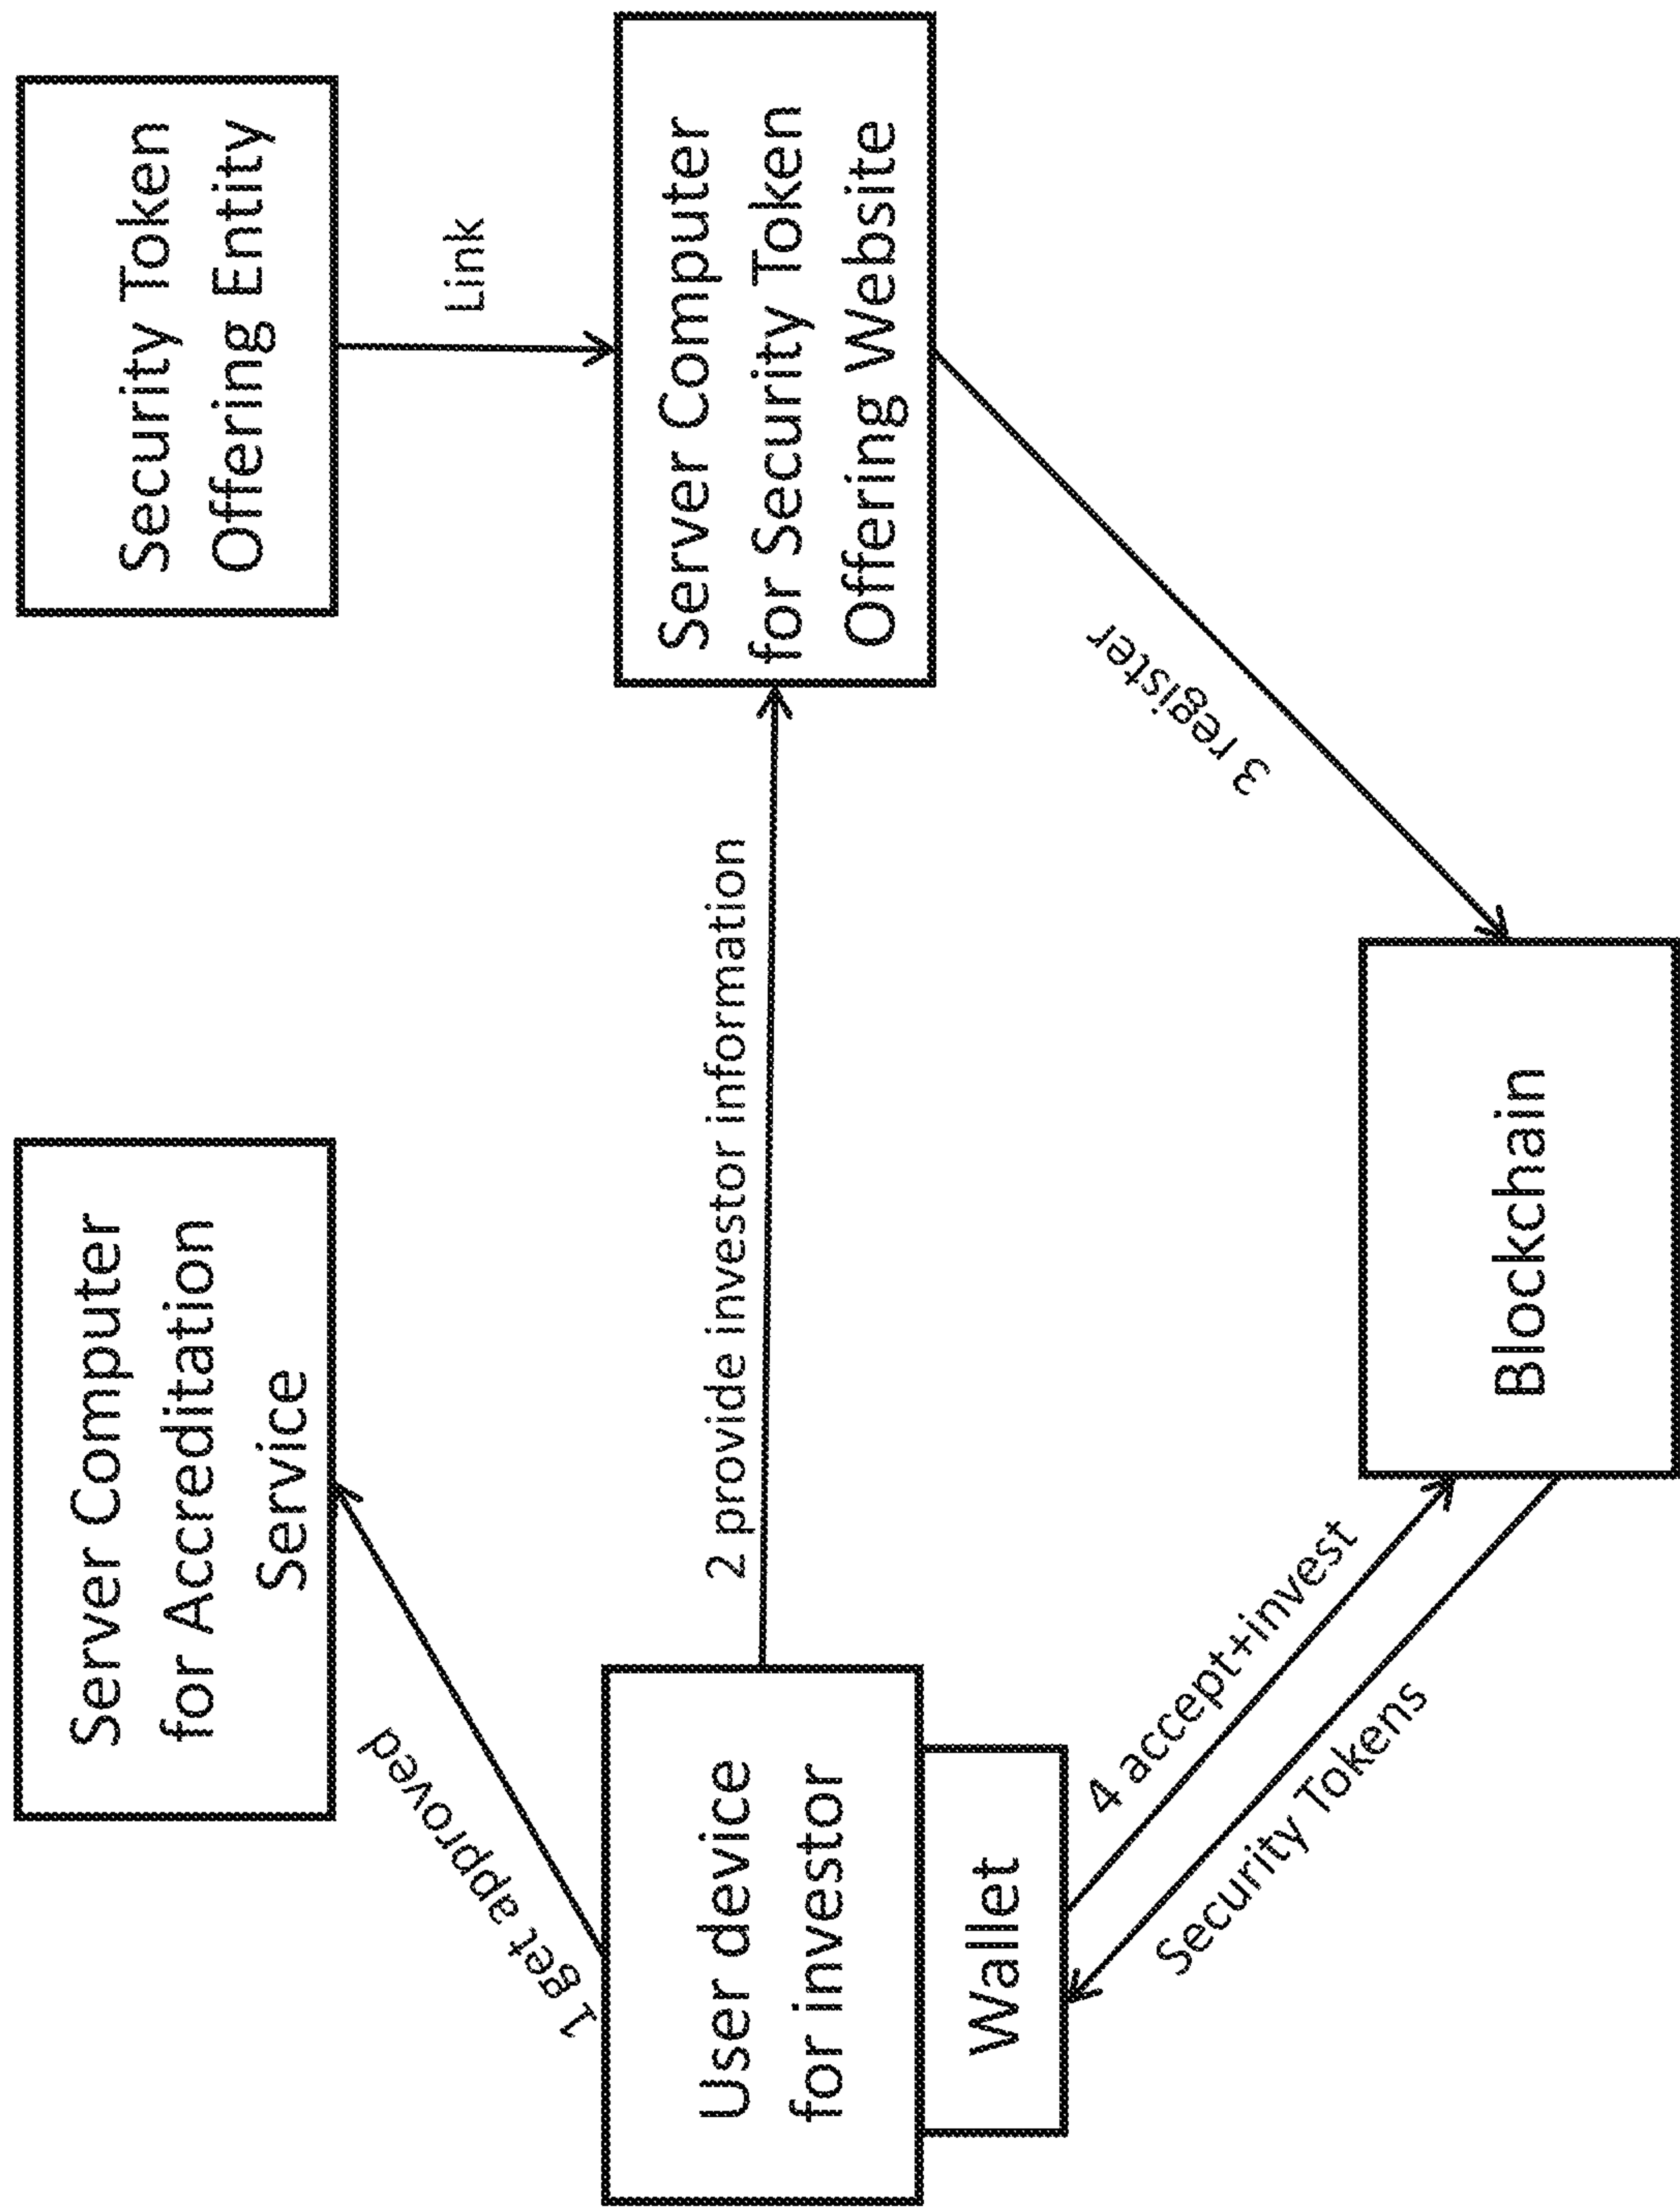 Server Computer
for Accreditation
Service
Security Token
Offering Entity
1 get approved
Link
2 provide investor information
User device
for investor
Wallet
Server Computer
for Security Token
Offering Website
3 register
4 accept+invest
Security Tokens
Blockchain